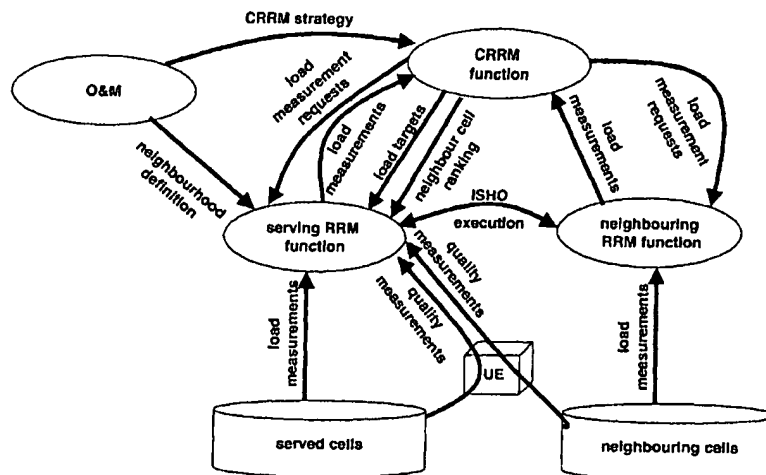 CRRM strategy
CRRM
function
O&M
load
measurement
requests
load
measurements
load targets
neighbour cell
ranking
load
measurements
load
measurement
requests
neighbourhood
definition
ISHO
execution
serving RRM
function
neighbouring
RRM function
quality
measurements
quality
measurements
load
measurements
load
measurements
UE
served cells
neighbouring cells